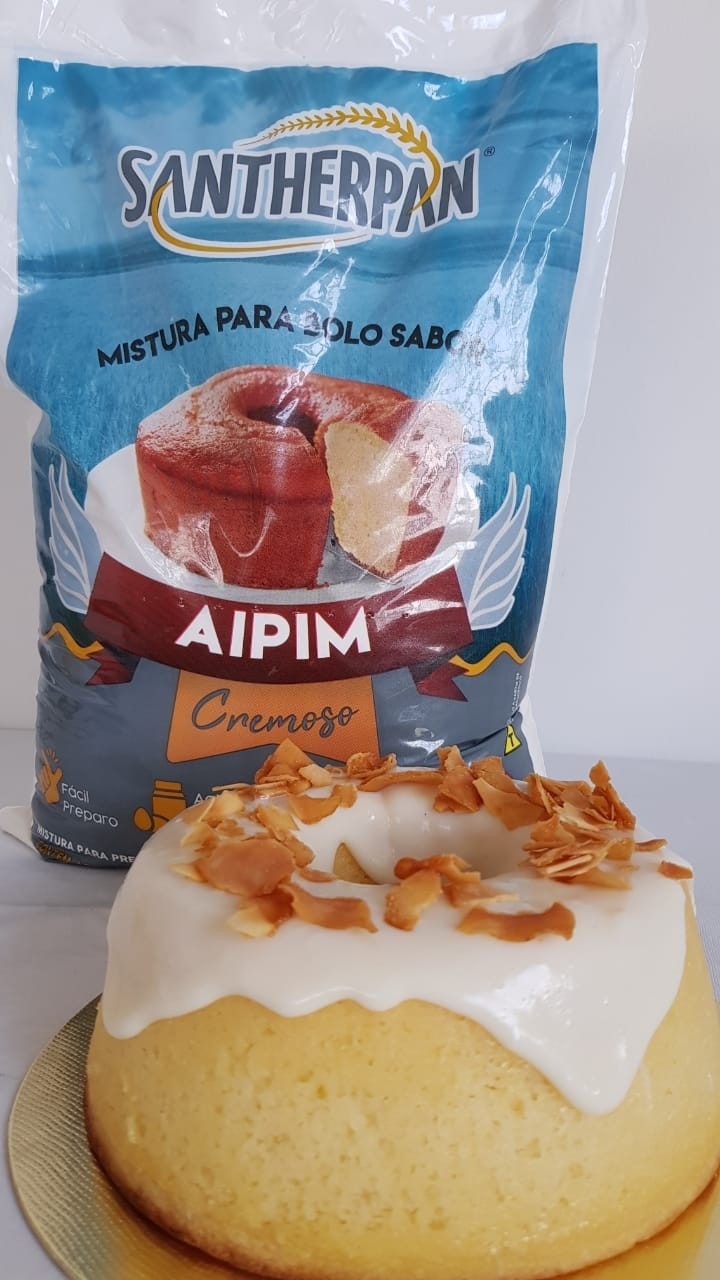 SANTHERPAN®
MISTURA PARA BOLO SABOR
AIPIM
Cremoso
Fácil
Preparo
MISTURA PARA